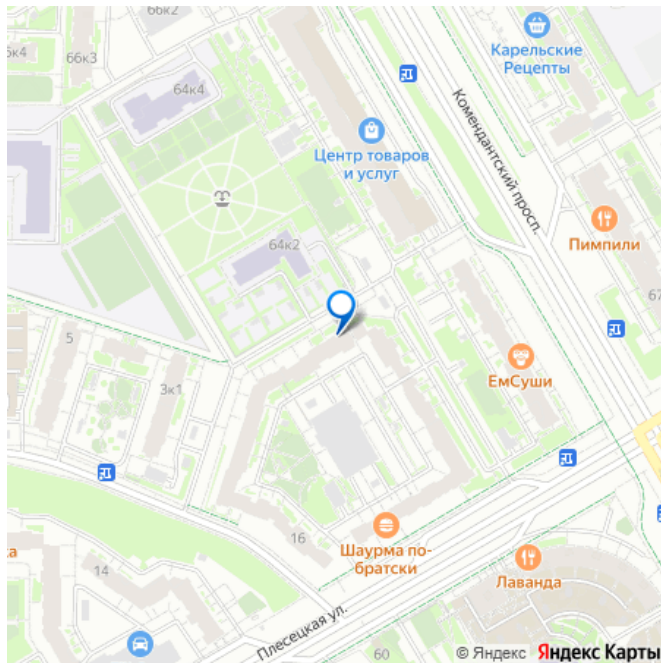 66к2
66к3
Карельские
Рецепты
6к4
64к4
Комендантский просп.
Центр товаров
и услуг
Пимпили
64к2
67
5
3к1
ЕмСуши
16
Шаурма по-
братски
14
Лаванда
Плесецкая ул.
60
© Яндекс Яндекс Карты